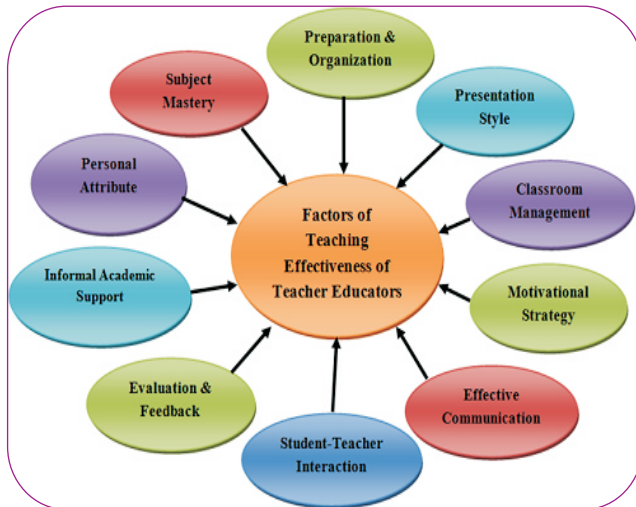 Preparation &
Organization
Subject
Mastery
Presentation
Style
Personal
Attribute
Classroom
Management
Factors of
Teaching
Effectiveness of
Teacher Educators
Informal Academic
Support
Motivational
Strategy
Evaluation &
Feedback
Effective
Communication
Student-Teacher
Interaction